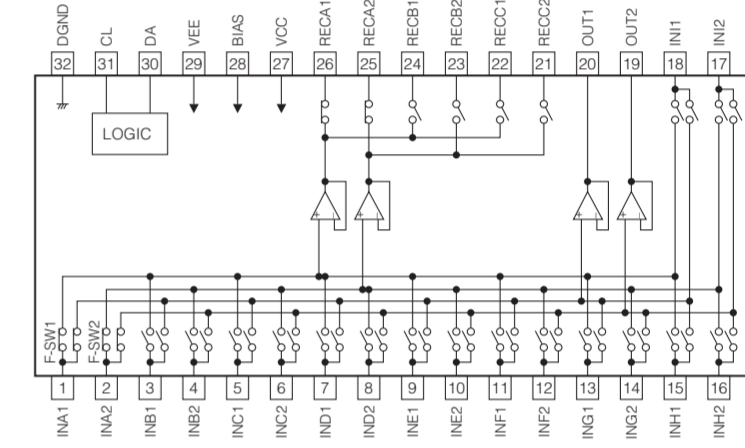 DGND CL DA VEE BIAS VCC RECA1 RECA2 RECB1 RECB2 RECC1 RECC2 OUT1 OUT2 INI1 INI2
32 31 30 29 28 27 26 25 24 23 22 21 20 19 18 17
LOGIC
+ - + - + - + -
F-SW1 F-SW2
1 2 3 4 5 6 7 8 9 10 11 12 13 14 15 16
INA1 INA2 INB1 INB2 INC1 INC2 IND1 IND2 INE1 INE2 INF1 INF2 ING1 ING2 INH1 INH2